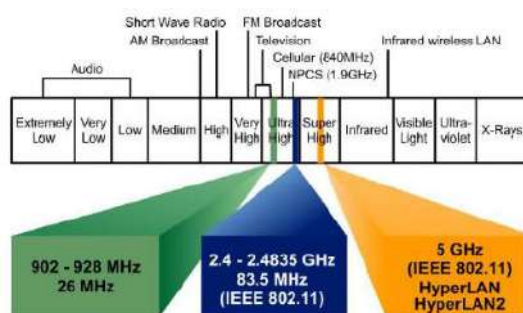 Short Wave Radio
FM Broadcast
AM Broadcast
Television
Infrared wireless LAN
Cellular (840MHz)
Audio
NPCS (1.9GHz)
Extremely Low
Very Low
Low
Medium
High
Very High
Ultra High
Super High
Infrared
Visible Light
Ultra-violet
X-Rays
902 - 928 MHz
26 MHz
2.4 - 2.4835 GHz
83.5 MHz
(IEEE 802.11)
5 GHz
(IEEE 802.11)
HyperLAN
HyperLAN2